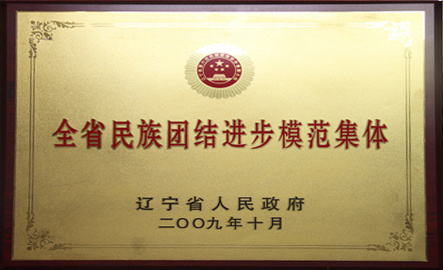 全省民族团结进步模范集体
辽宁省人民政府
二〇〇九年十月